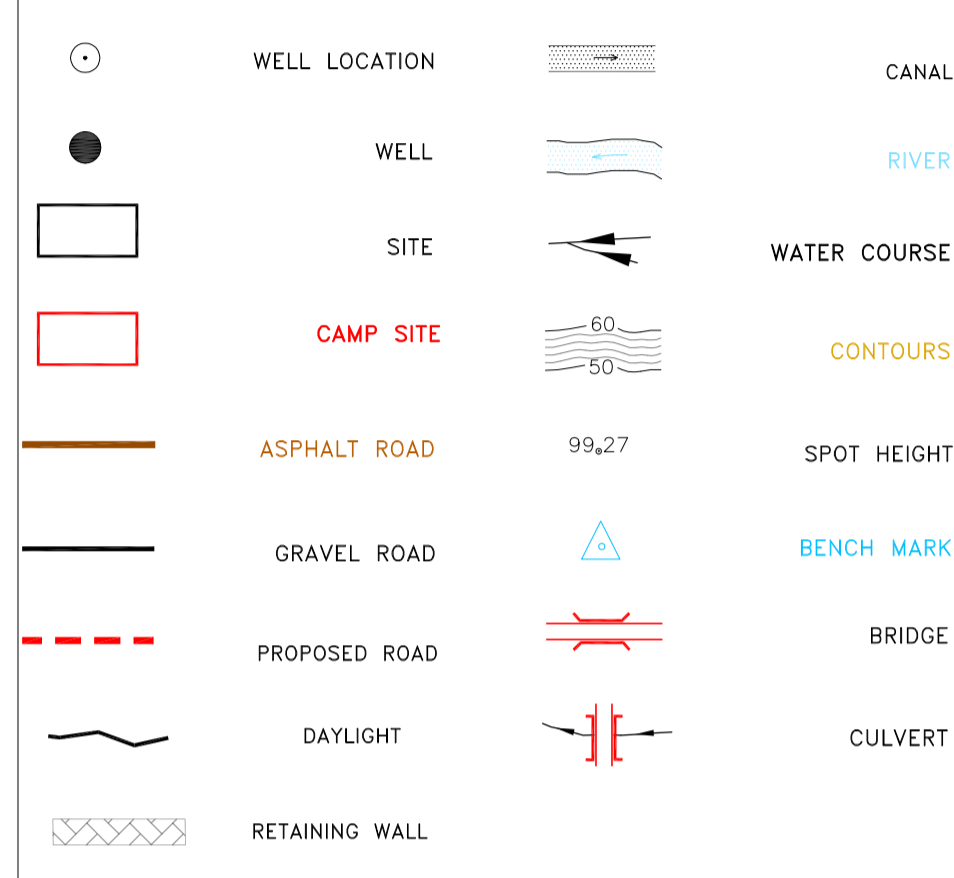 WELL LOCATION
CANAL
WELL
RIVER
SITE
WATER COURSE
CAMP SITE
60
50
CONTOURS
ASPHALT ROAD
99.27
SPOT HEIGHT
GRAVEL ROAD
BENCH MARK
PROPOSED ROAD
BRIDGE
DAYLIGHT
CULVERT
RETAINING WALL